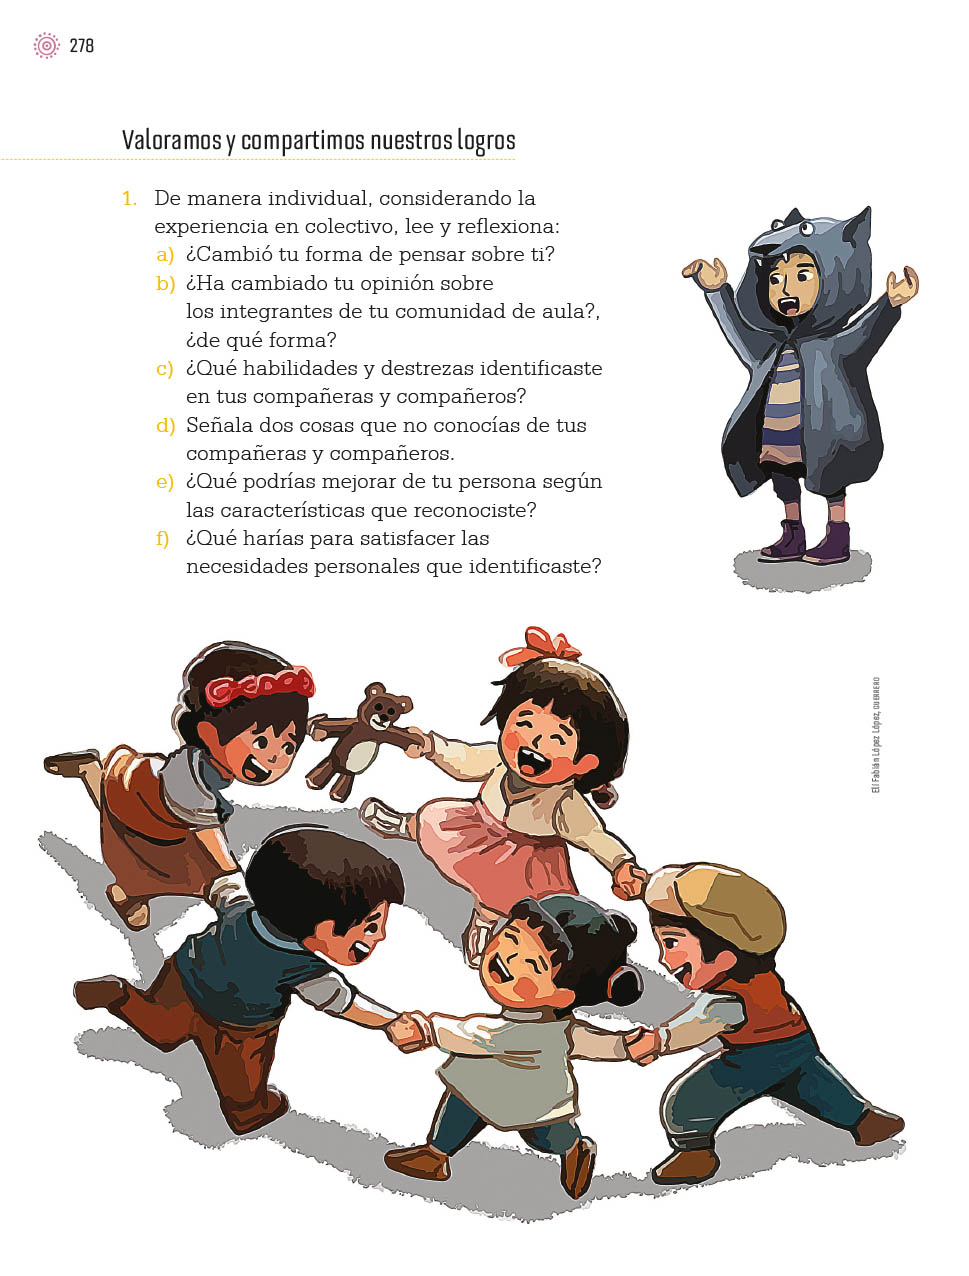 278
Valoramos y compartimos nuestros logros
1. De manera individual, considerando la
experiencia en colectivo, lee y reflexiona:
a) ¿Cambió tu forma de pensar sobre ti?
b) ¿Ha cambiado tu opinión sobre
los integrantes de tu comunidad de aula?,
¿de qué forma?
c) ¿Qué habilidades y destrezas identificaste
en tus compañeras y compañeros?
d) Señala dos cosas que no conocías de tus
compañeras y compañeros.
e) ¿Qué podrías mejorar de tu persona según
las características que reconociste?
f) ¿Qué harías para satisfacer las
necesidades personales que identificaste?
Elí Fabián López López, GUERRERO